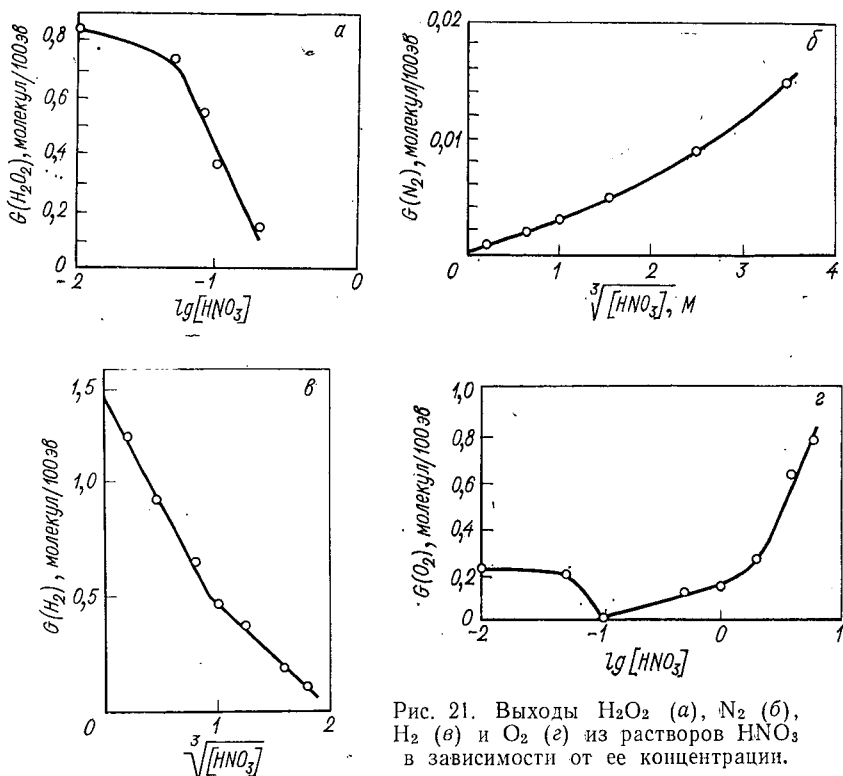 а
G(H₂O₂), молекул/100эв
0,8
0,6
0,4
0,2
0
-2
-1
0
lg[HNO₃]
б
G(N₂), молекул/100эв
0,02
0,01
0
1
2
3
4
∛[HNO₃], М
в
G(H₂), молекул/100эв
1,5
1,0
0,5
0
1
2
∛[HNO₃]
г
G(O₂), молекул/100эв
1,0
0,8
0,6
0,4
0,2
0
-2
-1
0
1
lg[HNO₃]
Рис. 21. Выходы H₂O₂ (а), N₂ (б),
H₂ (в) и O₂ (г) из растворов HNO₃
в зависимости от ее концентрации.